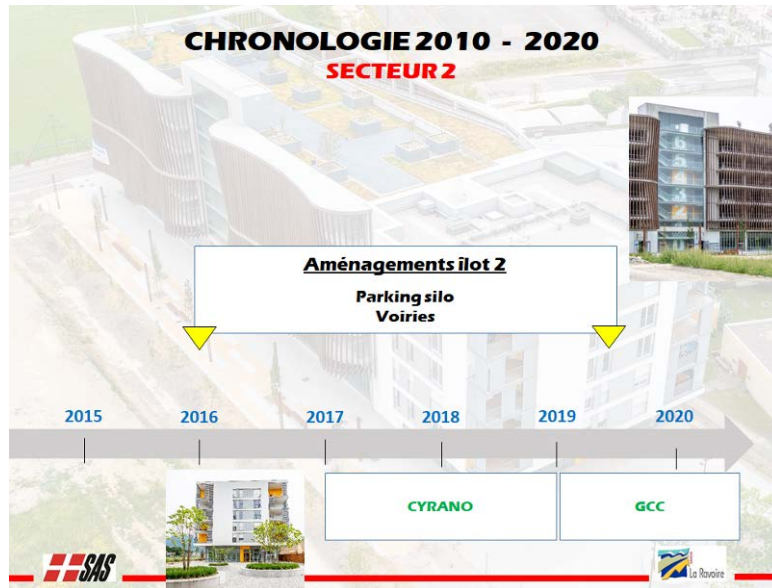 CHRONOLOGIE 2010 - 2020
SECTEUR 2
Aménagements îlot 2
Parking silo
Voiries
2015 2016 2017 2018 2019 2020
CYRANO GCC
SAS
La Ravoire